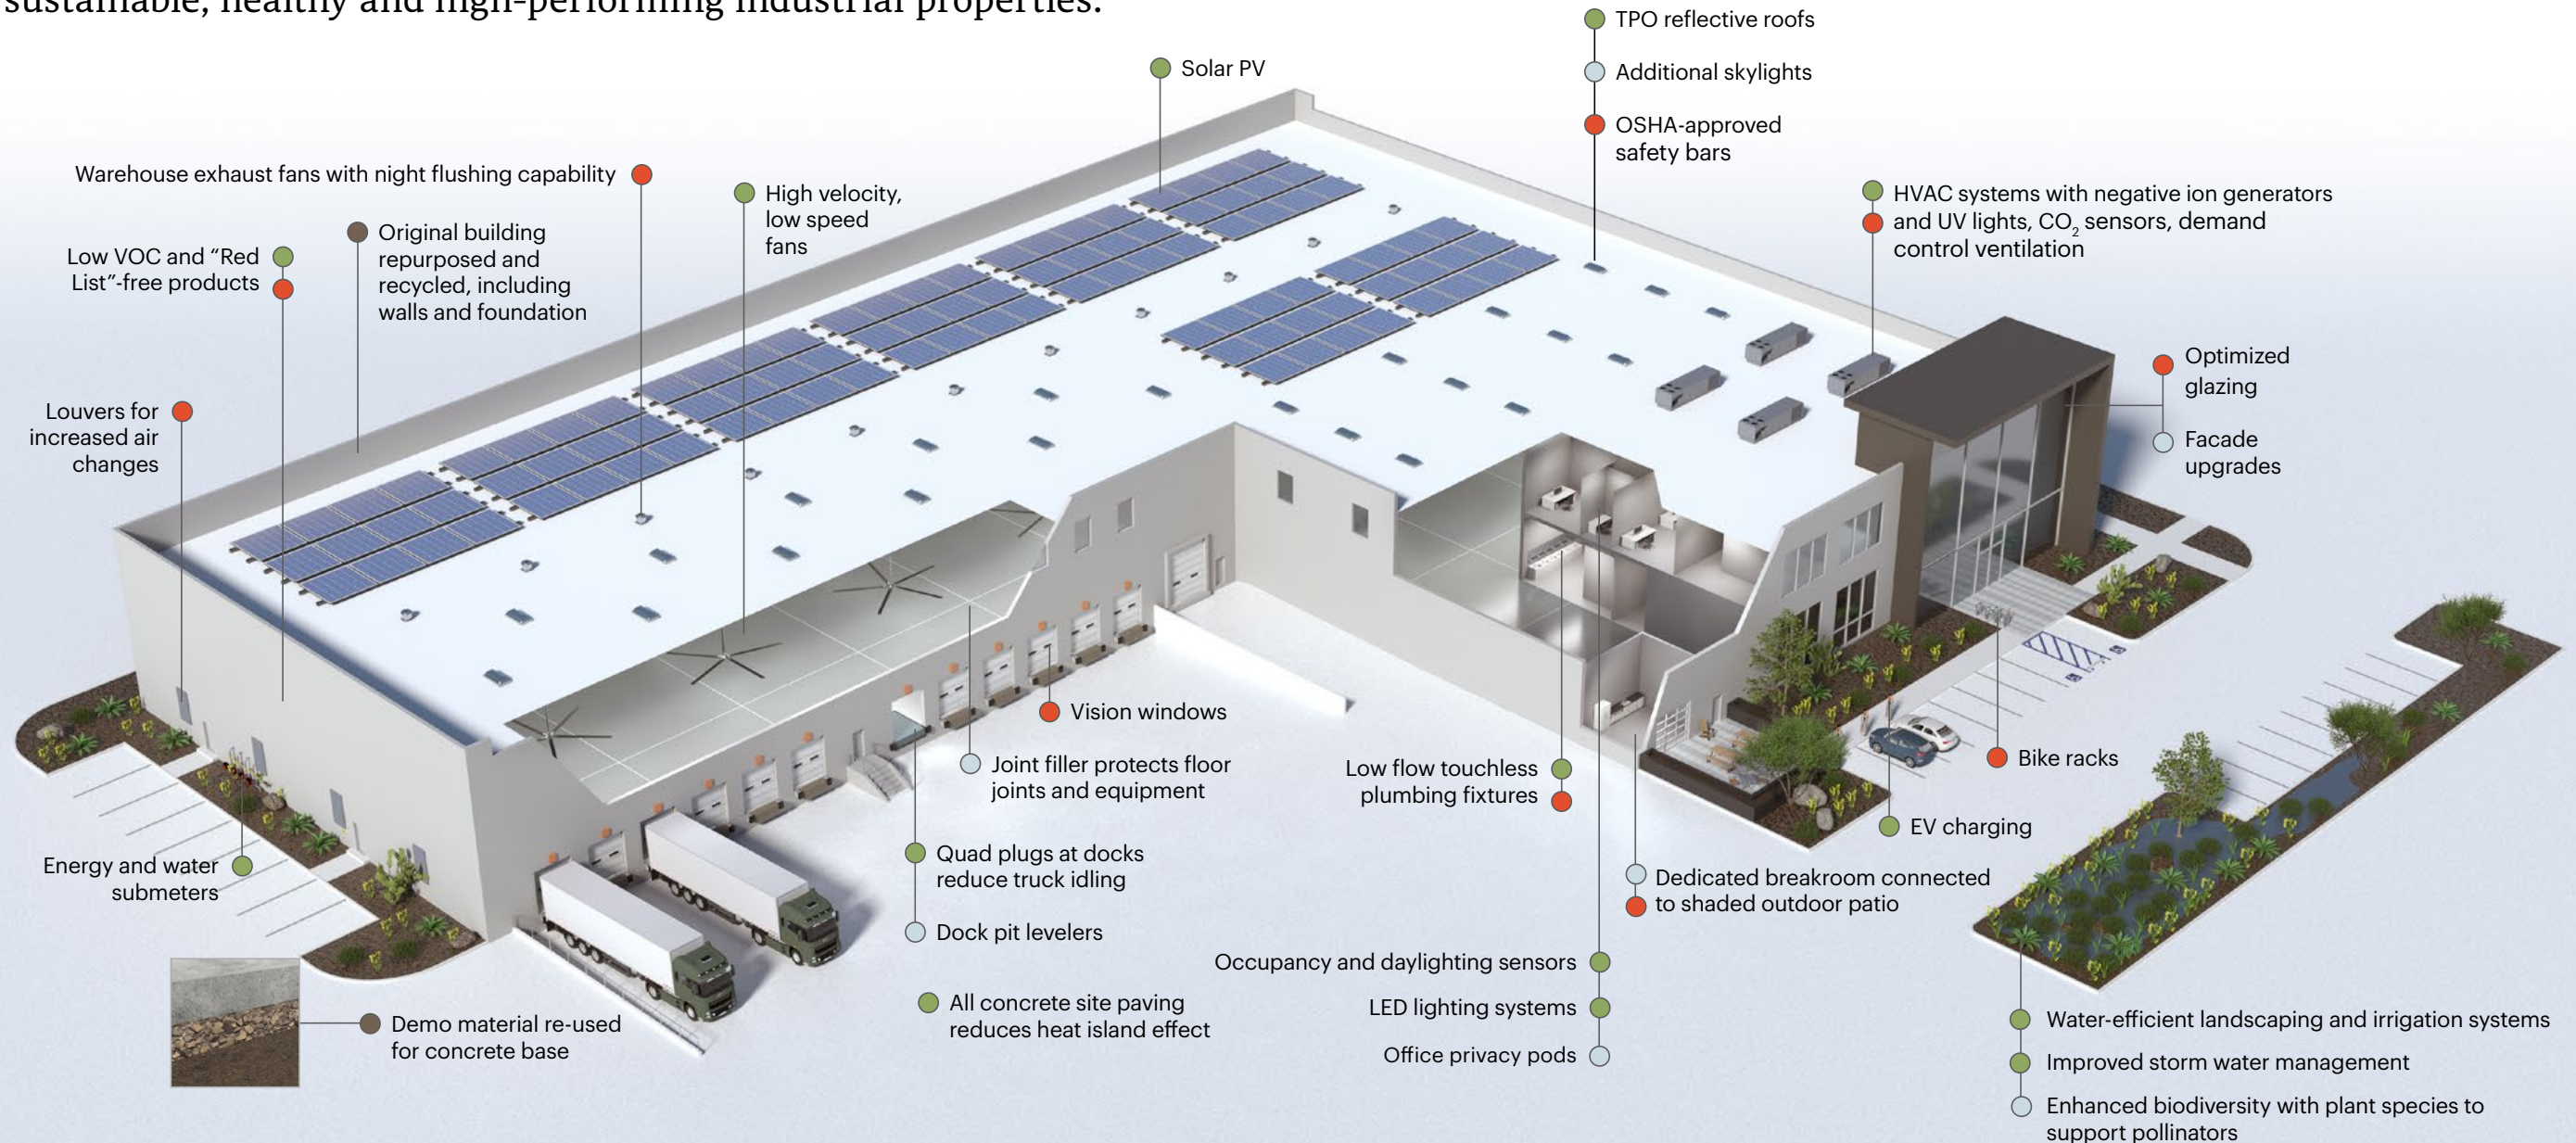 sustainable, healthy and high-performing industrial properties.
TPO reflective roofs
Additional skylights
OSHA-approved
safety bars
Solar PV
Warehouse exhaust fans with night flushing capability
High velocity,
low speed
fans
HVAC systems with negative ion generators
and UV lights, CO₂ sensors, demand
control ventilation
Original building
repurposed and
recycled, including
walls and foundation
Low VOC and “Red
List”-free products
Optimized
glazing
Louvers for
increased air
changes
Facade
upgrades
Vision windows
Joint filler protects floor
joints and equipment
Low flow touchless
plumbing fixtures
Bike racks
EV charging
Energy and water
submeters
Quad plugs at docks
reduce truck idling
Dedicated breakroom connected
to shaded outdoor patio
Dock pit levelers
Occupancy and daylighting sensors
LED lighting systems
Office privacy pods
All concrete site paving
reduces heat island effect
Demo material re-used
for concrete base
Water-efficient landscaping and irrigation systems
Improved storm water management
Enhanced biodiversity with plant species to
support pollinators